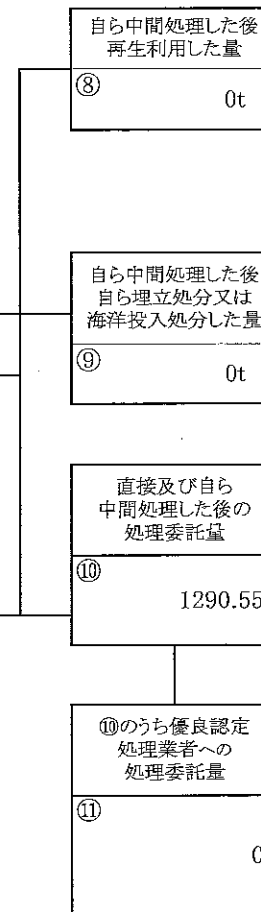 自ら中間処理した後
再生利用した量
⑧
0t
自ら中間処理した後
自ら埋立処分又は
海洋投入処分した量
⑨
0t
直接及び自ら
中間処理した後の
処理委託量
⑩
1290.55
⑩のうち優良認定
処理業者への
処理委託量
⑪